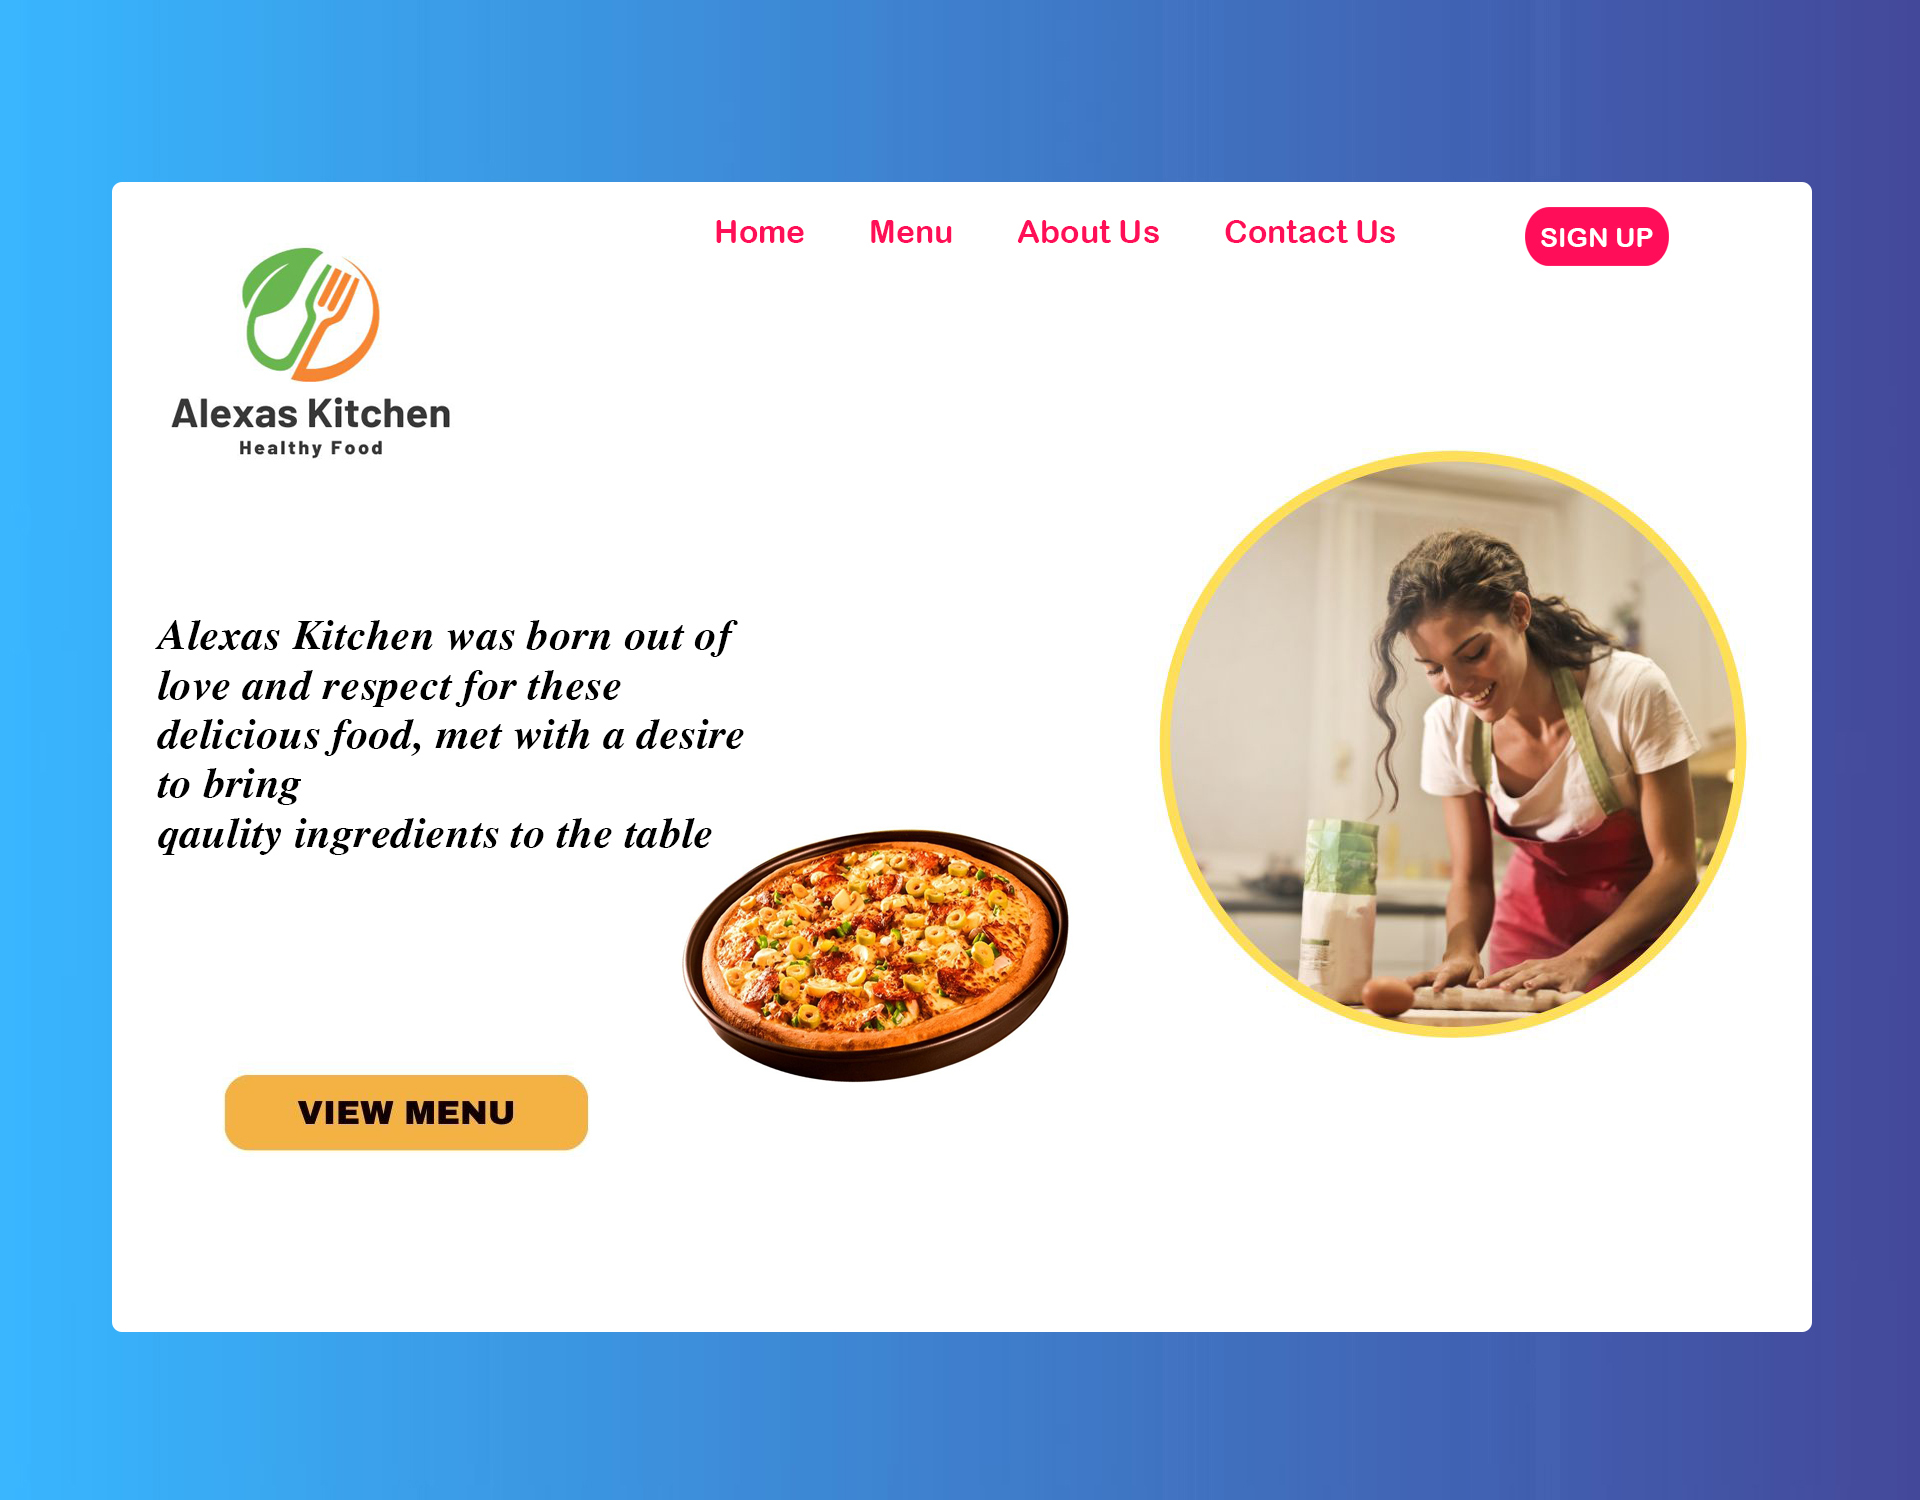 Home Menu About Us Contact Us SIGN UP
Alexas Kitchen
Healthy Food
Alexas Kitchen was born out of
love and respect for these
delicious food, met with a desire
to bring
qaulity ingredients to the table
VIEW MENU